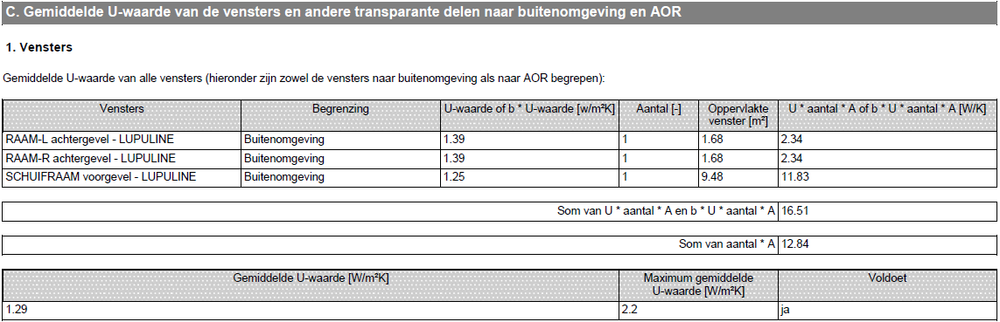 C. Gemiddelde U-waarde van de vensters en andere transparante delen naar buitenomgeving en AOR
1. Vensters
Gemiddelde U-waarde van alle vensters (hieronder zijn zowel de vensters naar buitenomgeving als naar AOR begrepen):
Vensters Begrenzing U-waarde of b * U-waarde [w/m²K] Aantal [-] Oppervlakte venster [m²] U * aantal * A of b * U * aantal * A [W/K]
RAAM-L achtergevel - LUPULINE Buitenomgeving 1.39 1 1.68 2.34
RAAM-R achtergevel - LUPULINE Buitenomgeving 1.39 1 1.68 2.34
SCHUIFRAAM voorgevel - LUPULINE Buitenomgeving 1.25 1 9.48 11.83
Som van U * aantal * A en b * U * aantal * A 16.51
Som van aantal * A 12.84
Gemiddelde U-waarde [W/m²K] Maximum gemiddelde U-waarde [W/m²K] Voldoet
1.29 2.2 ja